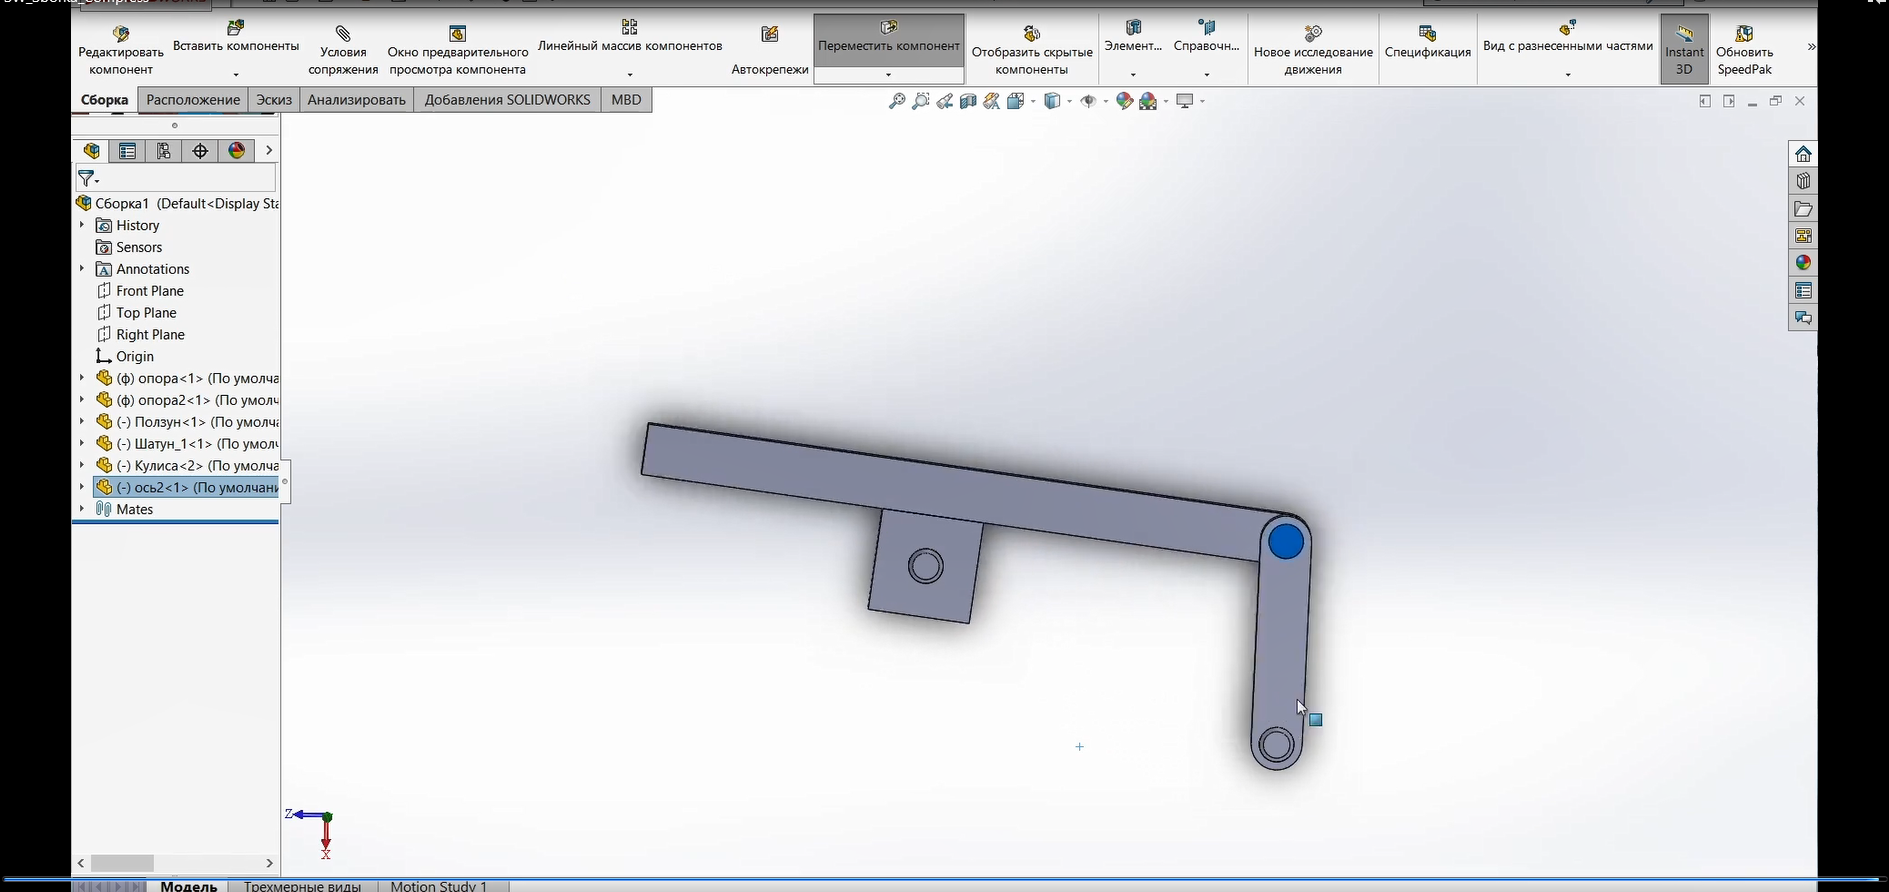 Редактировать компонент
Вставить компоненты
Условия сопряжения
Окно предварительного просмотра компонента
Линейный массив компонентов
Автокрепежи
Переместить компонент
Отобразить скрытые компоненты
Элемент...
Справочн...
Новое исследование движения
Спецификация
Вид с разнесенными частями
Instant 3D
Обновить SpeedPak
Сборка
Расположение
Эскиз
Анализировать
Добавления SOLIDWORKS
MBD
Сборка1 (Default<Display Sta
History
Sensors
A Annotations
Front Plane
Top Plane
Right Plane
Origin
(ф) опора<1> (По умолча
(ф) опора2<1> (По умолч
(-) Ползун<1> (По умолча
(-) Шатун_1<1> (По умолч
(-) Кулиса<2> (По умолча
(-) ось2<1> (По умолчани
Mates
Z
X
Модель
Трехмерные виды
Motion Study 1